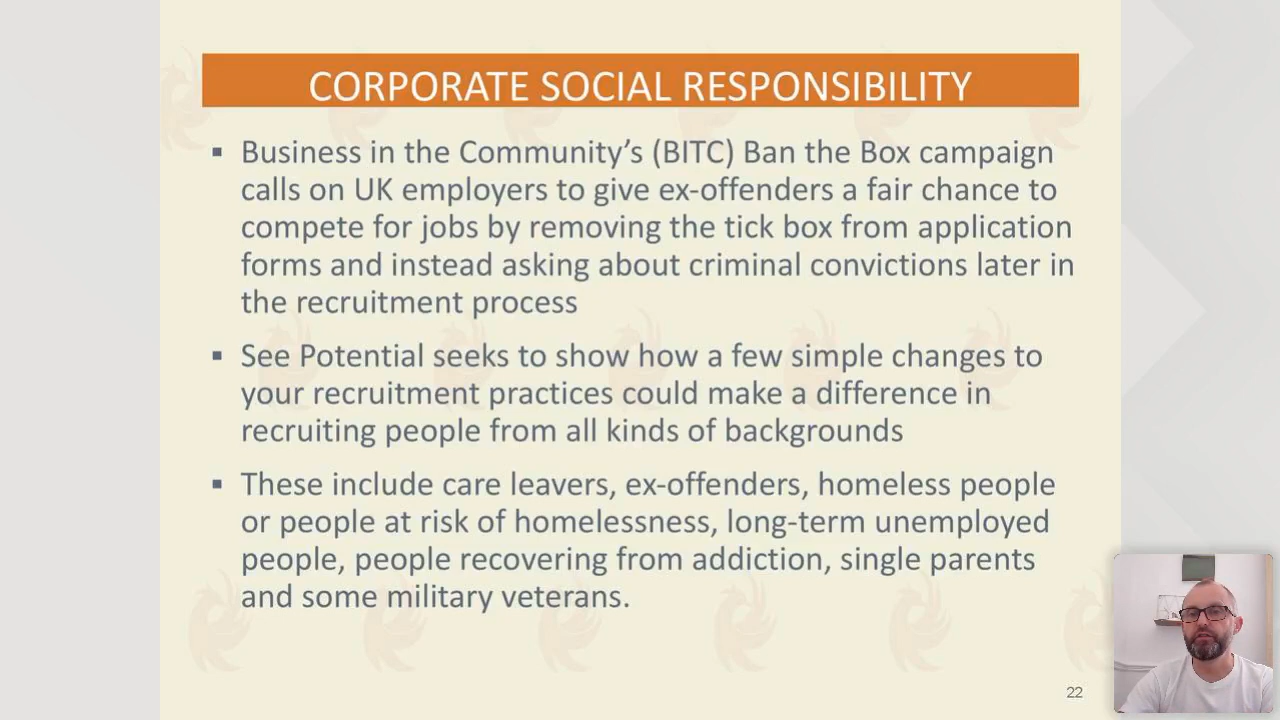 CORPORATE SOCIAL RESPONSIBILITY
▪ Business in the Community’s (BITC) Ban the Box campaign
calls on UK employers to give ex-offenders a fair chance to
compete for jobs by removing the tick box from application
forms and instead asking about criminal convictions later in
the recruitment process
▪ See Potential seeks to show how a few simple changes to
your recruitment practices could make a difference in
recruiting people from all kinds of backgrounds
▪ These include care leavers, ex-offenders, homeless people
or people at risk of homelessness, long-term unemployed
people, people recovering from addiction, single parents
and some military veterans.
22